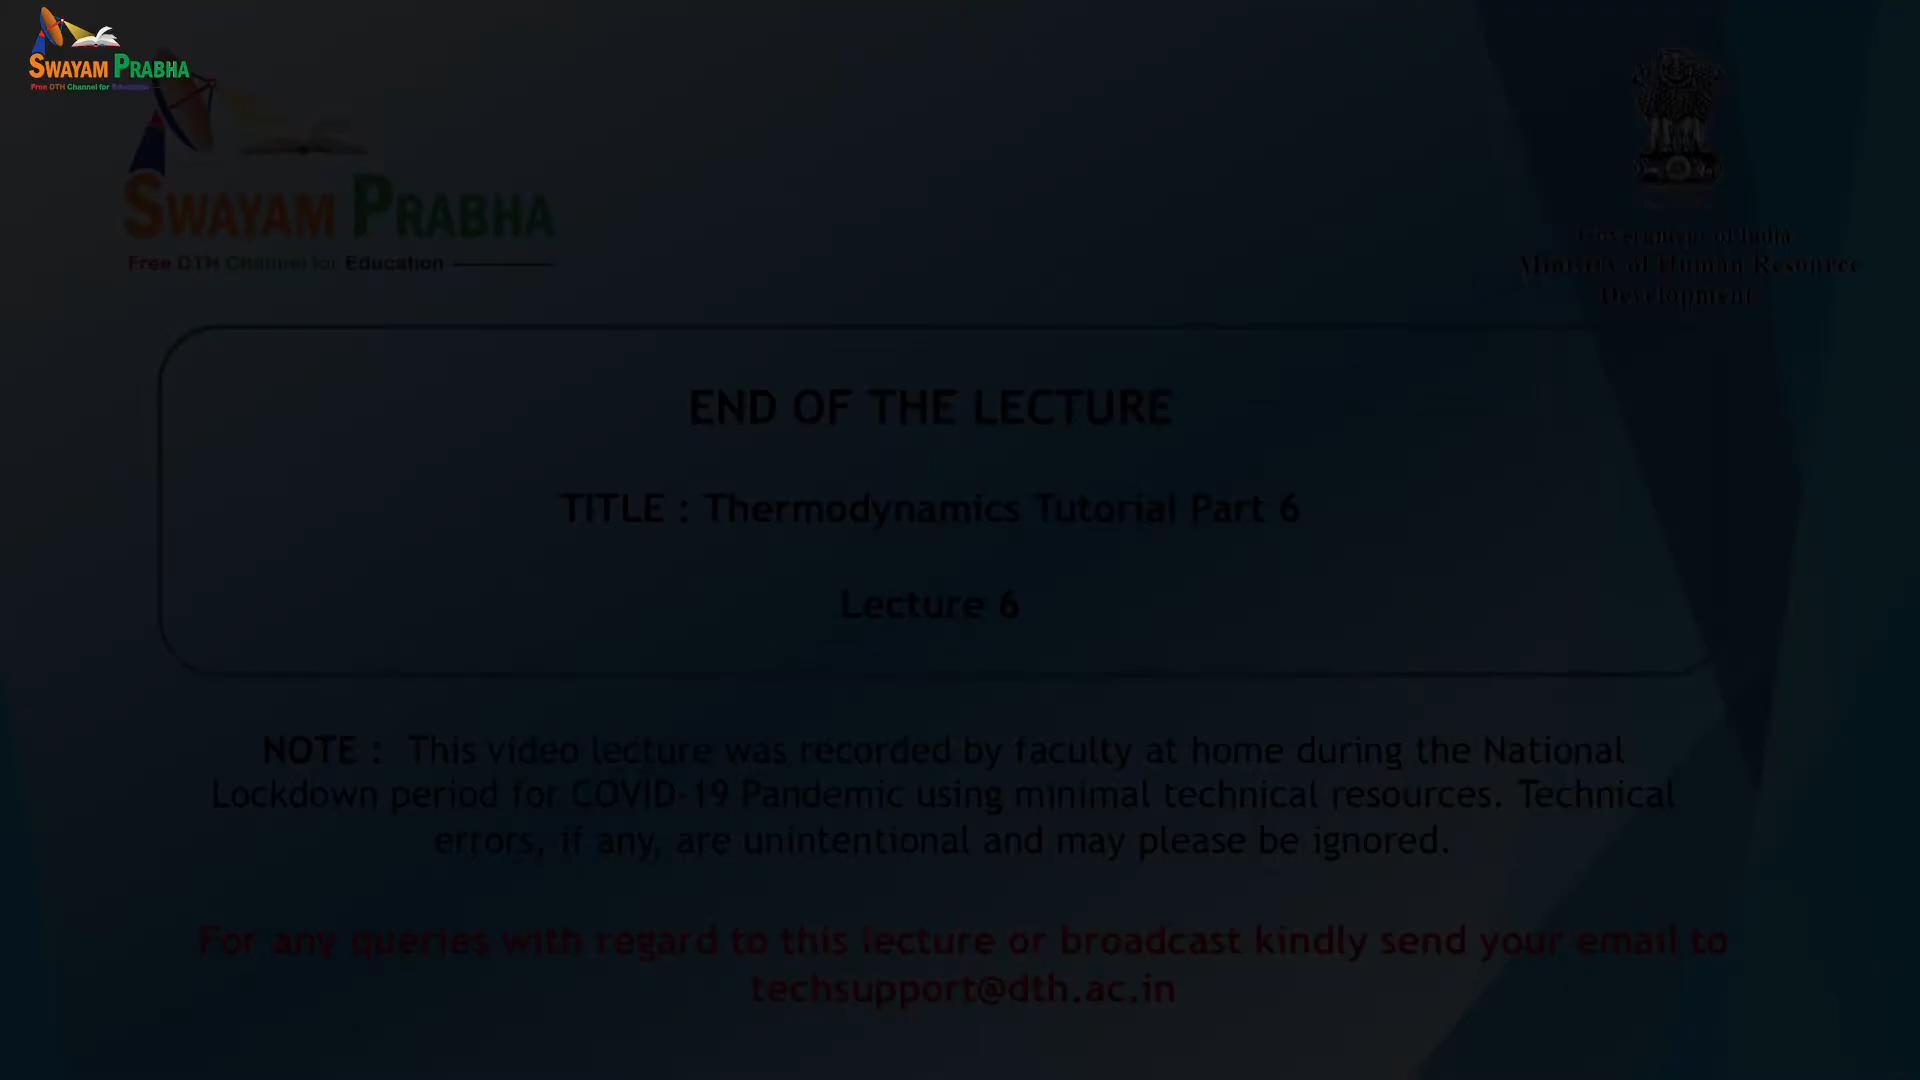 SWAYAM PRABHA
Free DTH Channel for Education
SWAYAM PRABHA
Free DTH Channel for Education
Government of India
Ministry of Human Resource
Development
END OF THE LECTURE
TITLE : Thermodynamics Tutorial Part 6
Lecture 6
NOTE : This video lecture was recorded by faculty at home during the National
Lockdown period for COVID-19 Pandemic using minimal technical resources. Technical
errors, if any, are unintentional and may please be ignored.
For any queries with regard to this lecture or broadcast kindly send your email to
techsupport@dth.ac.in